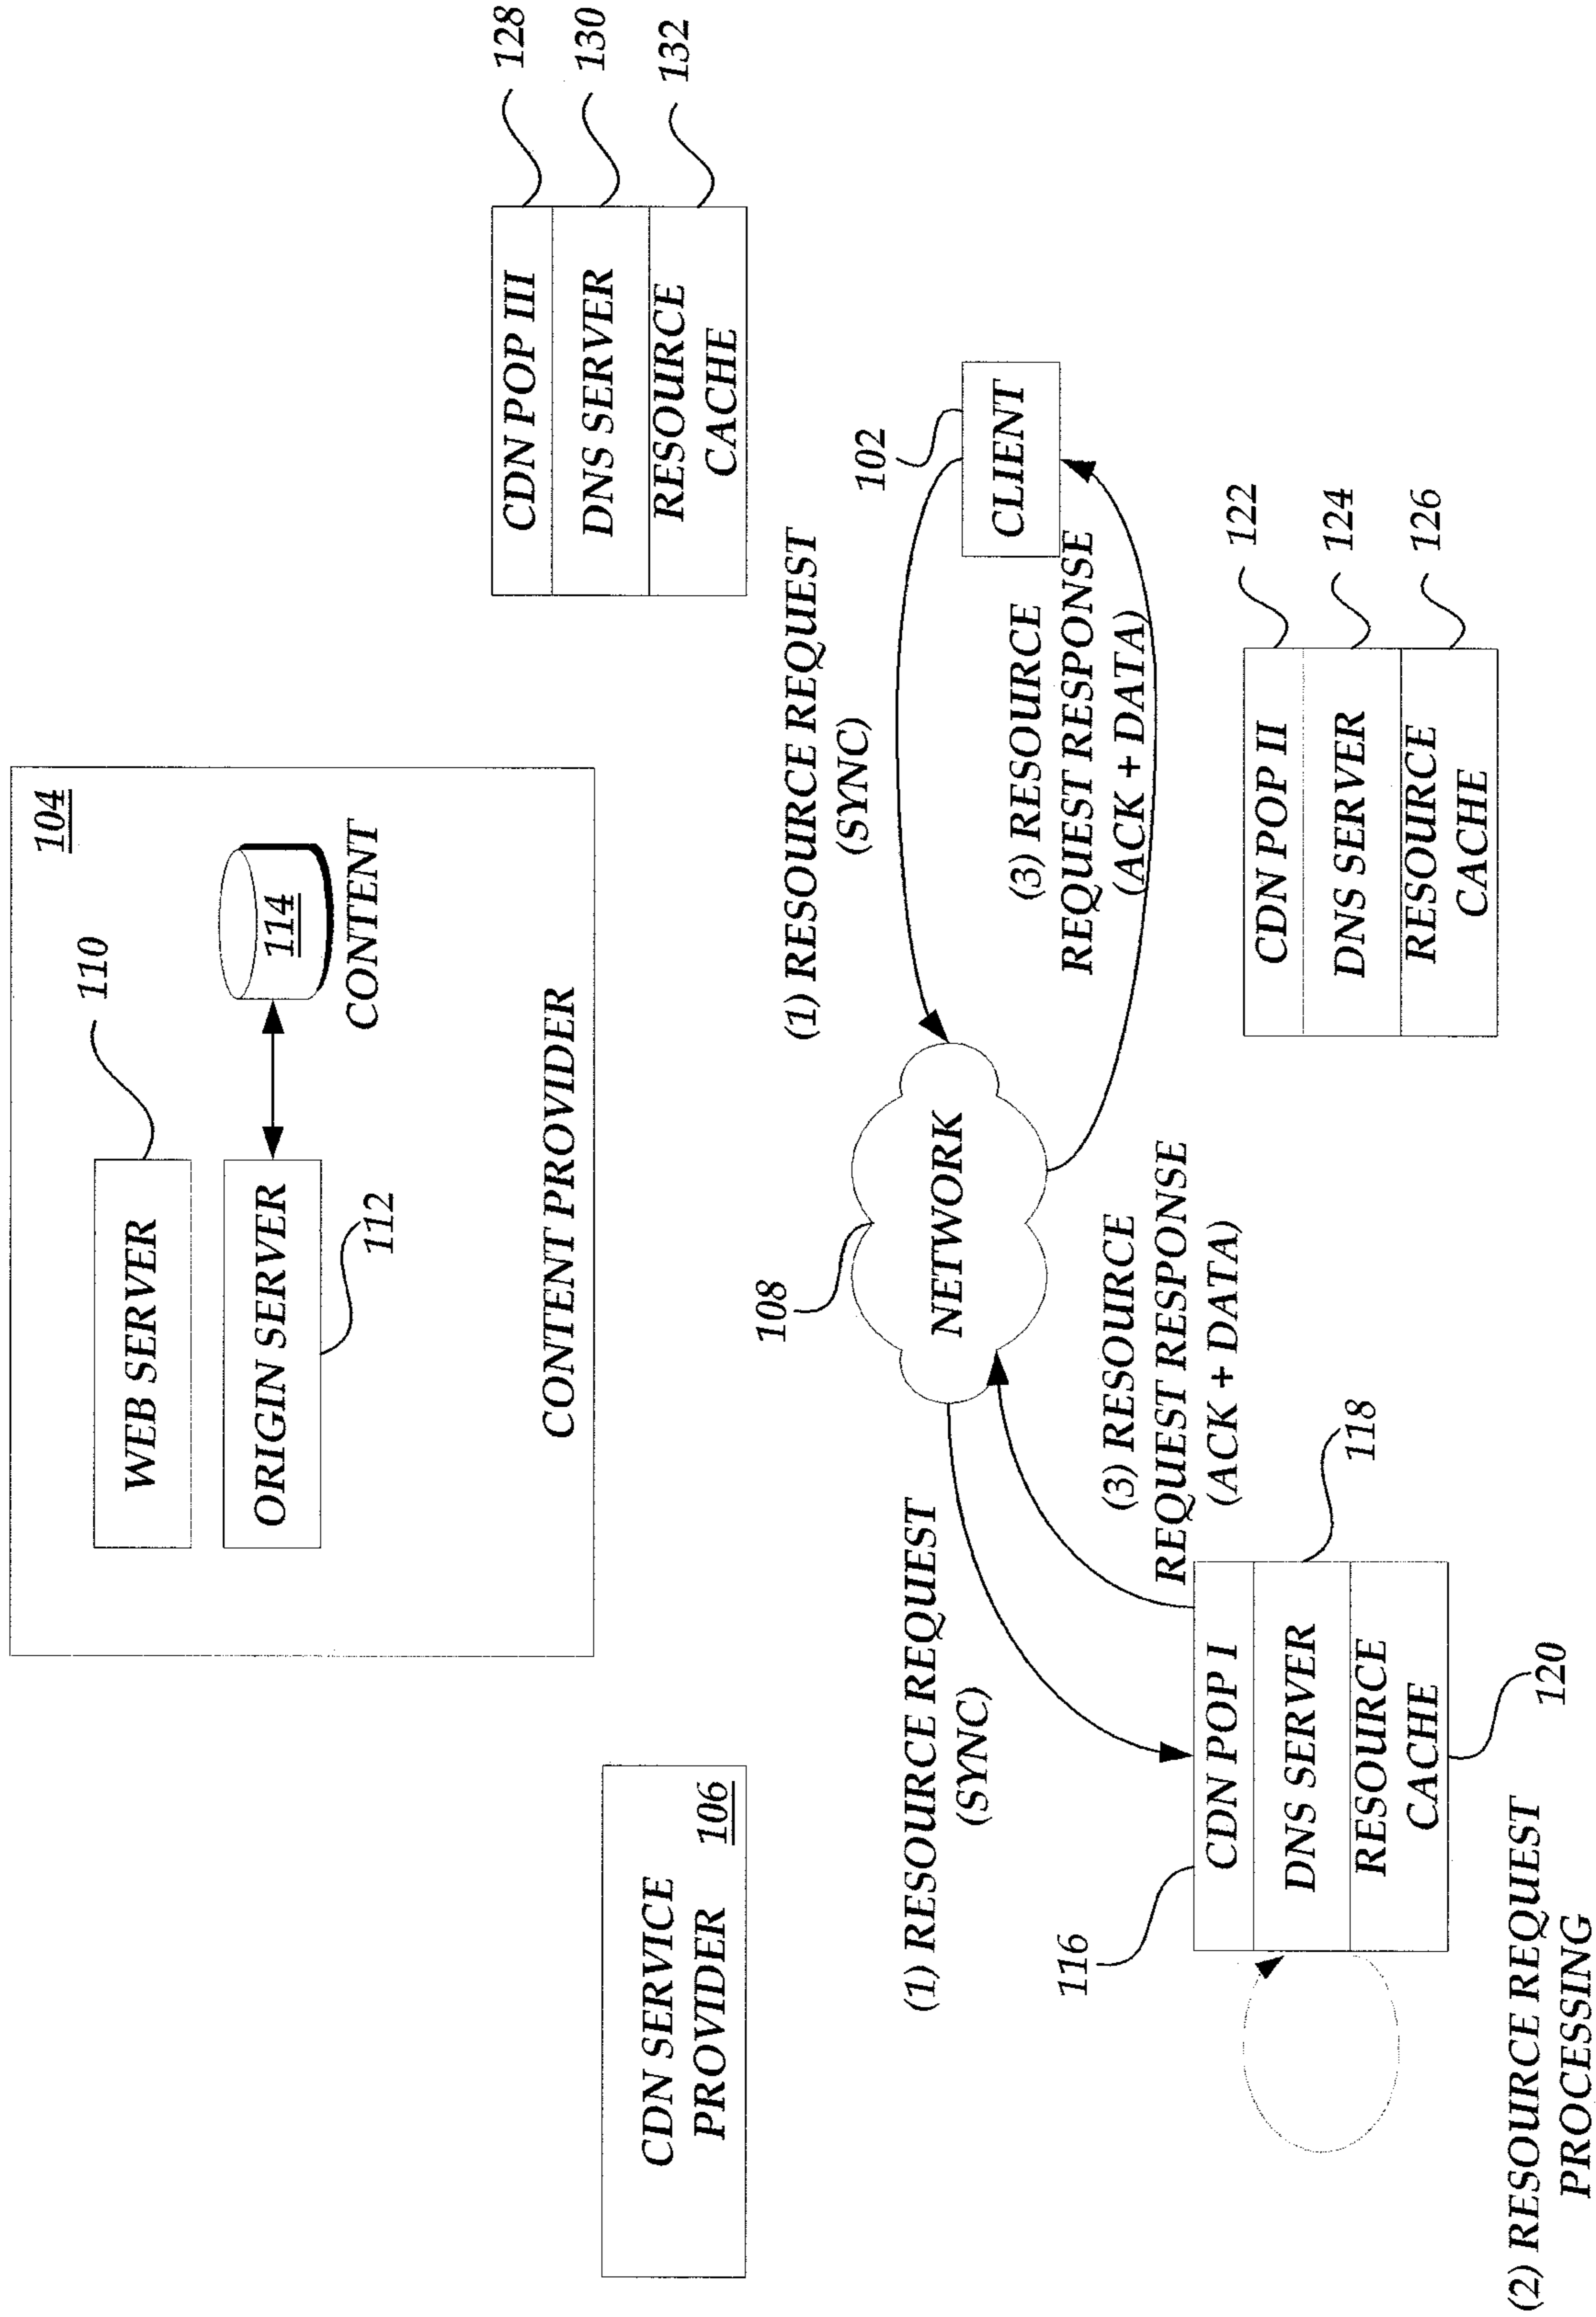 CDN SERVICE
PROVIDER 106
104
WEB SERVER
110
ORIGIN SERVER
112
114
CONTENT
CONTENT PROVIDER
CDN POP III
DNS SERVER
RESOURCE
CACHE
128
130
132
(1) RESOURCE REQUEST
(SYNC)
108
NETWORK
(1) RESOURCE REQUEST
(SYNC)
102
CLIENT
(3) RESOURCE
REQUEST RESPONSE
(ACK + DATA)
(3) RESOURCE
REQUEST RESPONSE
(ACK + DATA)
116
CDN POP I
DNS SERVER
RESOURCE
CACHE
118
120
(2) RESOURCE REQUEST
PROCESSING
CDN POP II
DNS SERVER
RESOURCE
CACHE
122
124
126